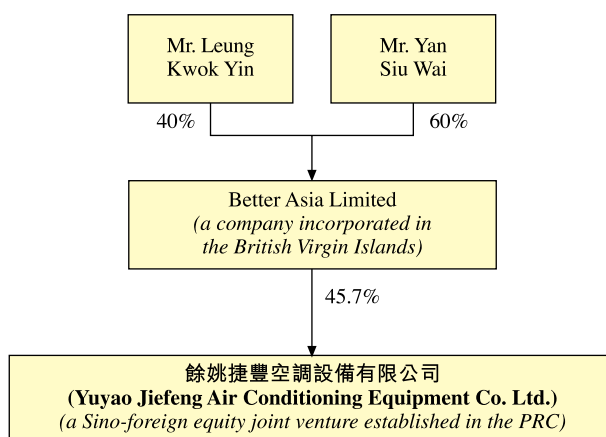 Mr. Leung
Kwok Yin
Mr. Yan
Siu Wai
40%
60%
Better Asia Limited
(a company incorporated in
the British Virgin Islands)
45.7%
餘姚捷豐空調設備有限公司
(Yuyao Jiefeng Air Conditioning Equipment Co. Ltd.)
(a Sino-foreign equity joint venture established in the PRC)